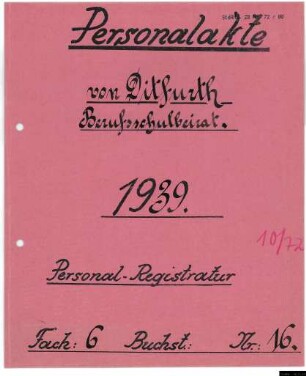 Personalakte
von Ditfurth
Berufsschulbeirat.
1939.
10/72
Personal-Registratur
Fach: 6 Buchst.: Nr.: 16.